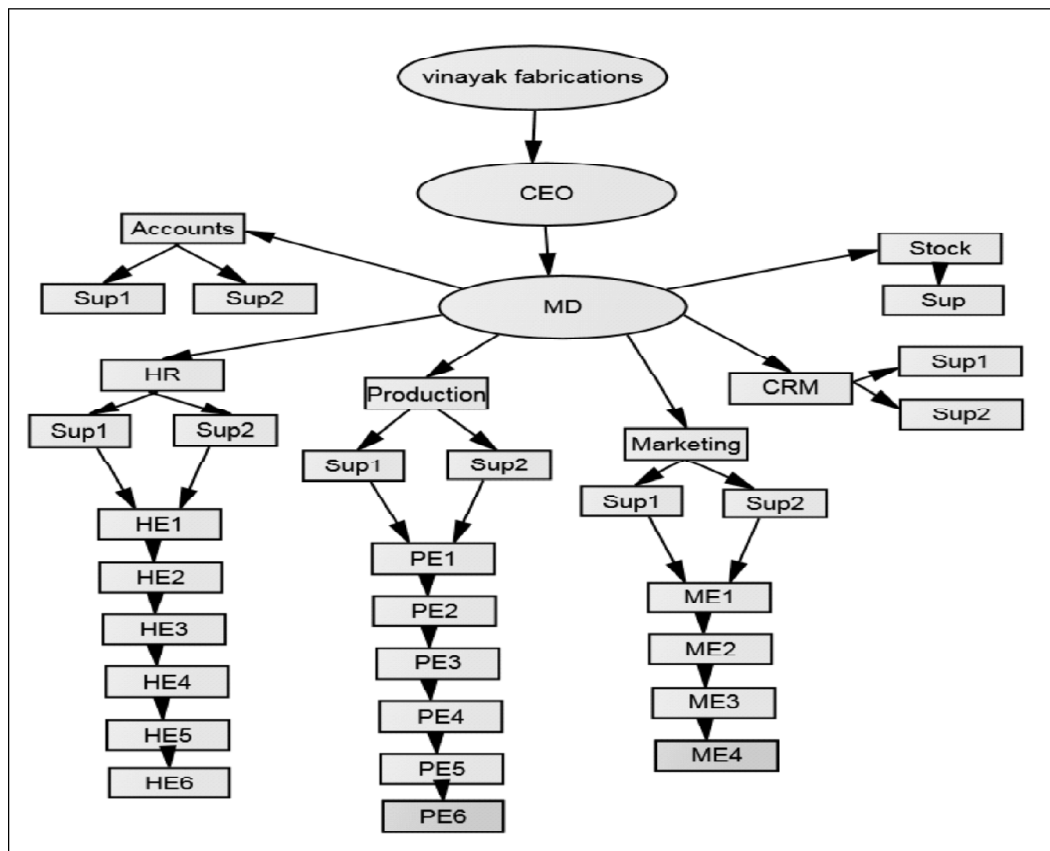 vinayak fabrications
CEO
Accounts
Stock
Sup1
Sup2
MD
Sup
HR
Production
CRM
Sup1
Sup2
Sup1
Sup2
Marketing
Sup1
Sup2
Sup1
Sup2
HE1
PE1
ME1
HE2
PE2
ME2
HE3
PE3
ME3
HE4
PE4
ME4
HE5
PE5
HE6
PE6